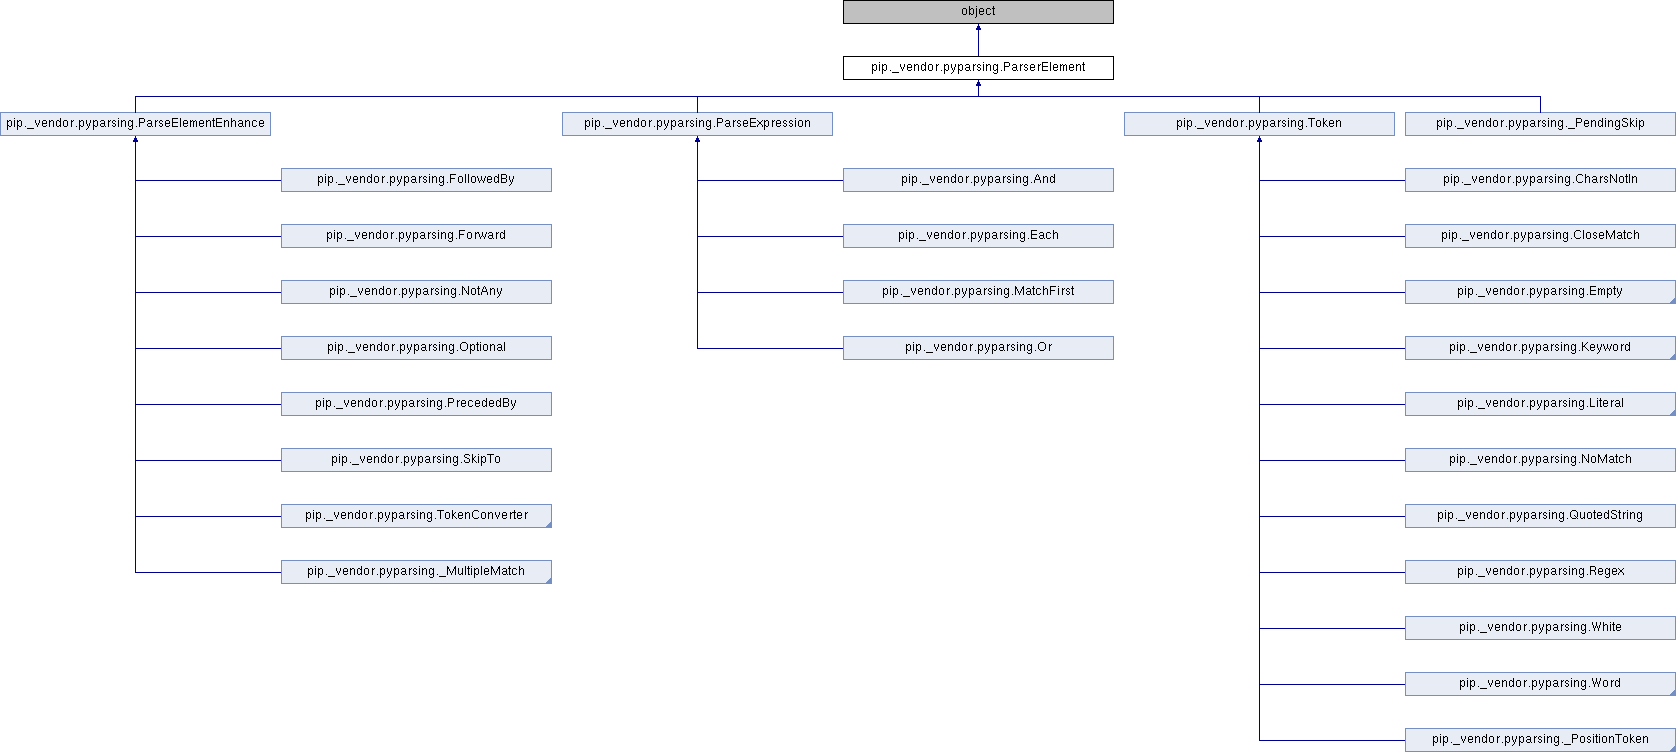 object
pip._vendor.pyparsing.ParserElement
pip._vendor.pyparsing.ParseElementEnhance
pip._vendor.pyparsing.ParseExpression
pip._vendor.pyparsing.Token
pip._vendor.pyparsing._PendingSkip
pip._vendor.pyparsing.FollowedBy
pip._vendor.pyparsing.And
pip._vendor.pyparsing.CharsNotIn
pip._vendor.pyparsing.Forward
pip._vendor.pyparsing.Each
pip._vendor.pyparsing.CloseMatch
pip._vendor.pyparsing.NotAny
pip._vendor.pyparsing.MatchFirst
pip._vendor.pyparsing.Empty
pip._vendor.pyparsing.Optional
pip._vendor.pyparsing.Or
pip._vendor.pyparsing.Keyword
pip._vendor.pyparsing.PrecededBy
pip._vendor.pyparsing.Literal
pip._vendor.pyparsing.SkipTo
pip._vendor.pyparsing.NoMatch
pip._vendor.pyparsing.TokenConverter
pip._vendor.pyparsing.QuotedString
pip._vendor.pyparsing._MultipleMatch
pip._vendor.pyparsing.Regex
pip._vendor.pyparsing.White
pip._vendor.pyparsing.Word
pip._vendor.pyparsing._PositionToken